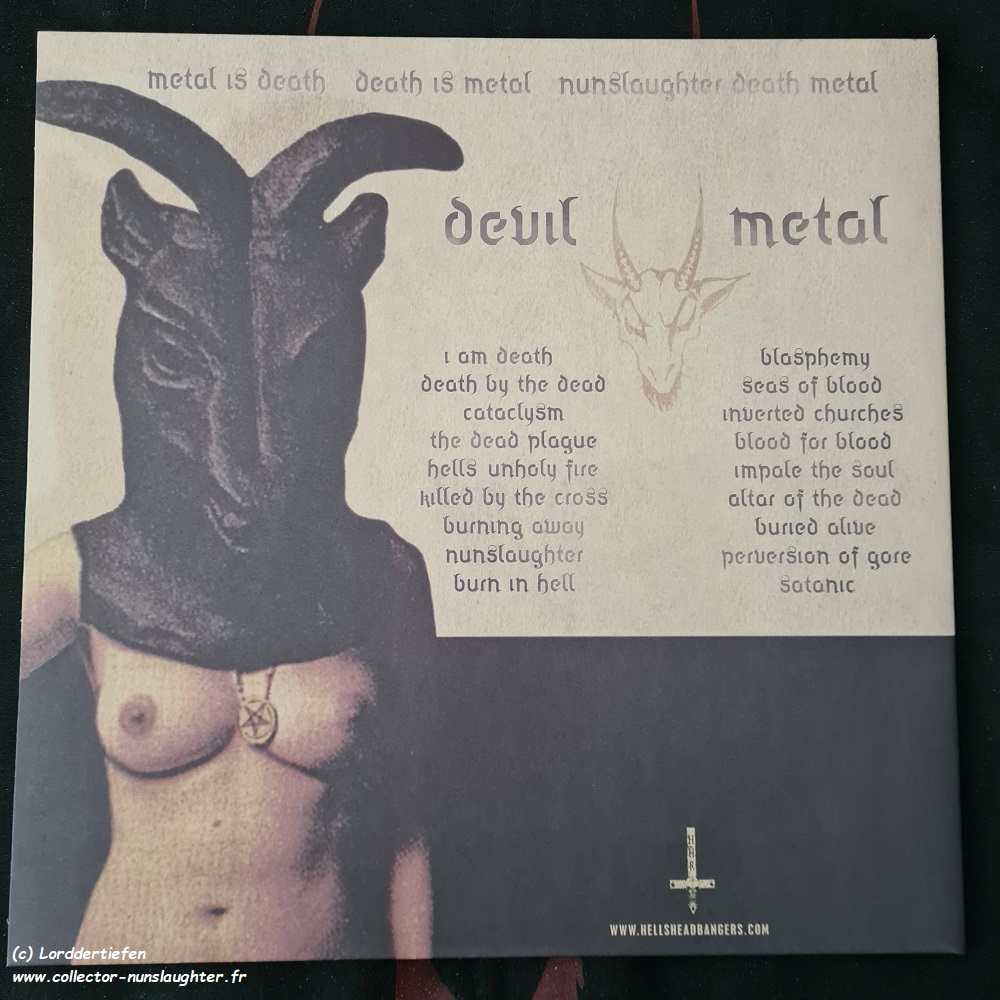 metal is death death is metal nunslaughter death metal
devil metal
i am death
death by the dead
cataclysm
the dead plague
hells unholy fire
killed by the cross
burning away
nunslaughter
burn in hell
blasphemy
seas of blood
inverted churches
blood for blood
impale the soul
altar of the dead
buried alive
perversion of gore
satanic
HHR
WWW.HELLSHEADBANGERS.COM
(c) Lorddertiefen
www.collector-nunslaughter.fr